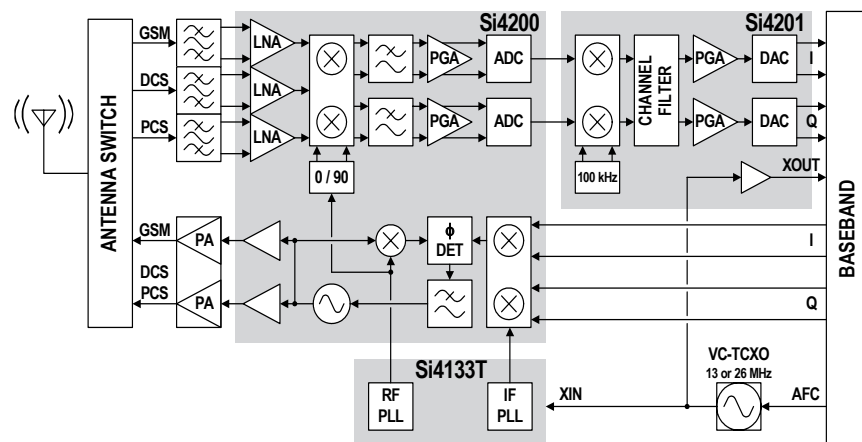 Si4200
Si4201
GSM
DCS
PCS
LNA
LNA
LNA
PGA
PGA
ADC
ADC
0 / 90
CHANNEL
FILTER
100 kHz
PGA
PGA
DAC
DAC
I
Q
XOUT
ANTENNA SWITCH
BASEBAND
GSM
DCS
PCS
PA
PA
ϕ
DET
I
Q
Si4133T
RF
PLL
IF
PLL
XIN
VC-TCXO
13 or 26 MHz
AFC